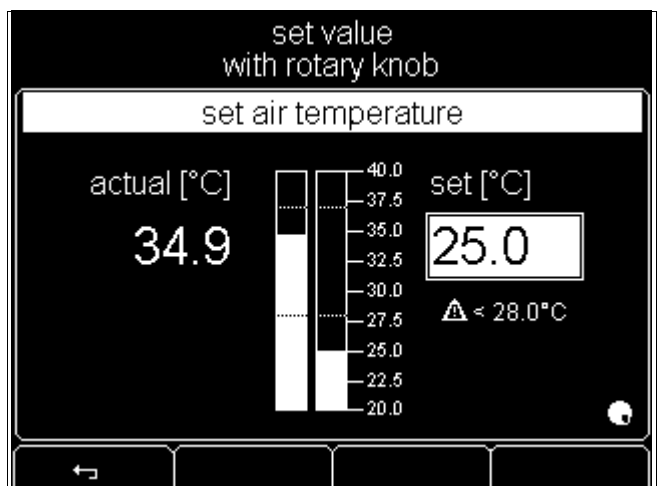 set value
with rotary knob
set air temperature
actual [°C]
34.9
40.0
37.5
35.0
32.5
30.0
27.5
25.0
22.5
20.0
set [°C]
25.0
⚠ < 28.0°C